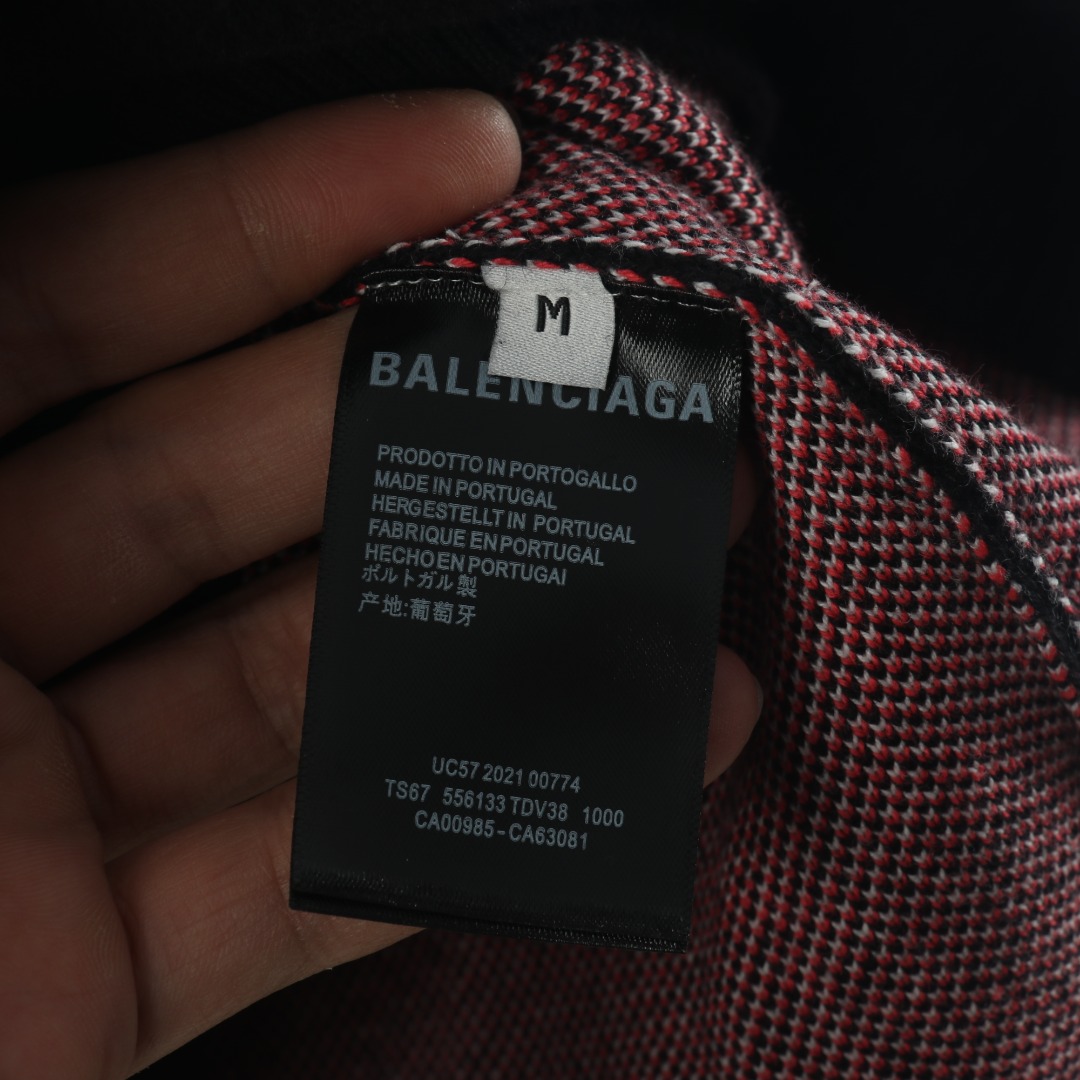 M
BALENCIAGA
PRODOTTO IN PORTOGALLO
MADE IN PORTUGAL
HERGESTELLT IN PORTUGAL
FABRIQUE EN PORTUGAL
HECHO EN PORTUGAI
ポルトガル製
产地:葡萄牙
UC57 2021 00774
TS67 556133 TDV38 1000
CA00985-CA63081